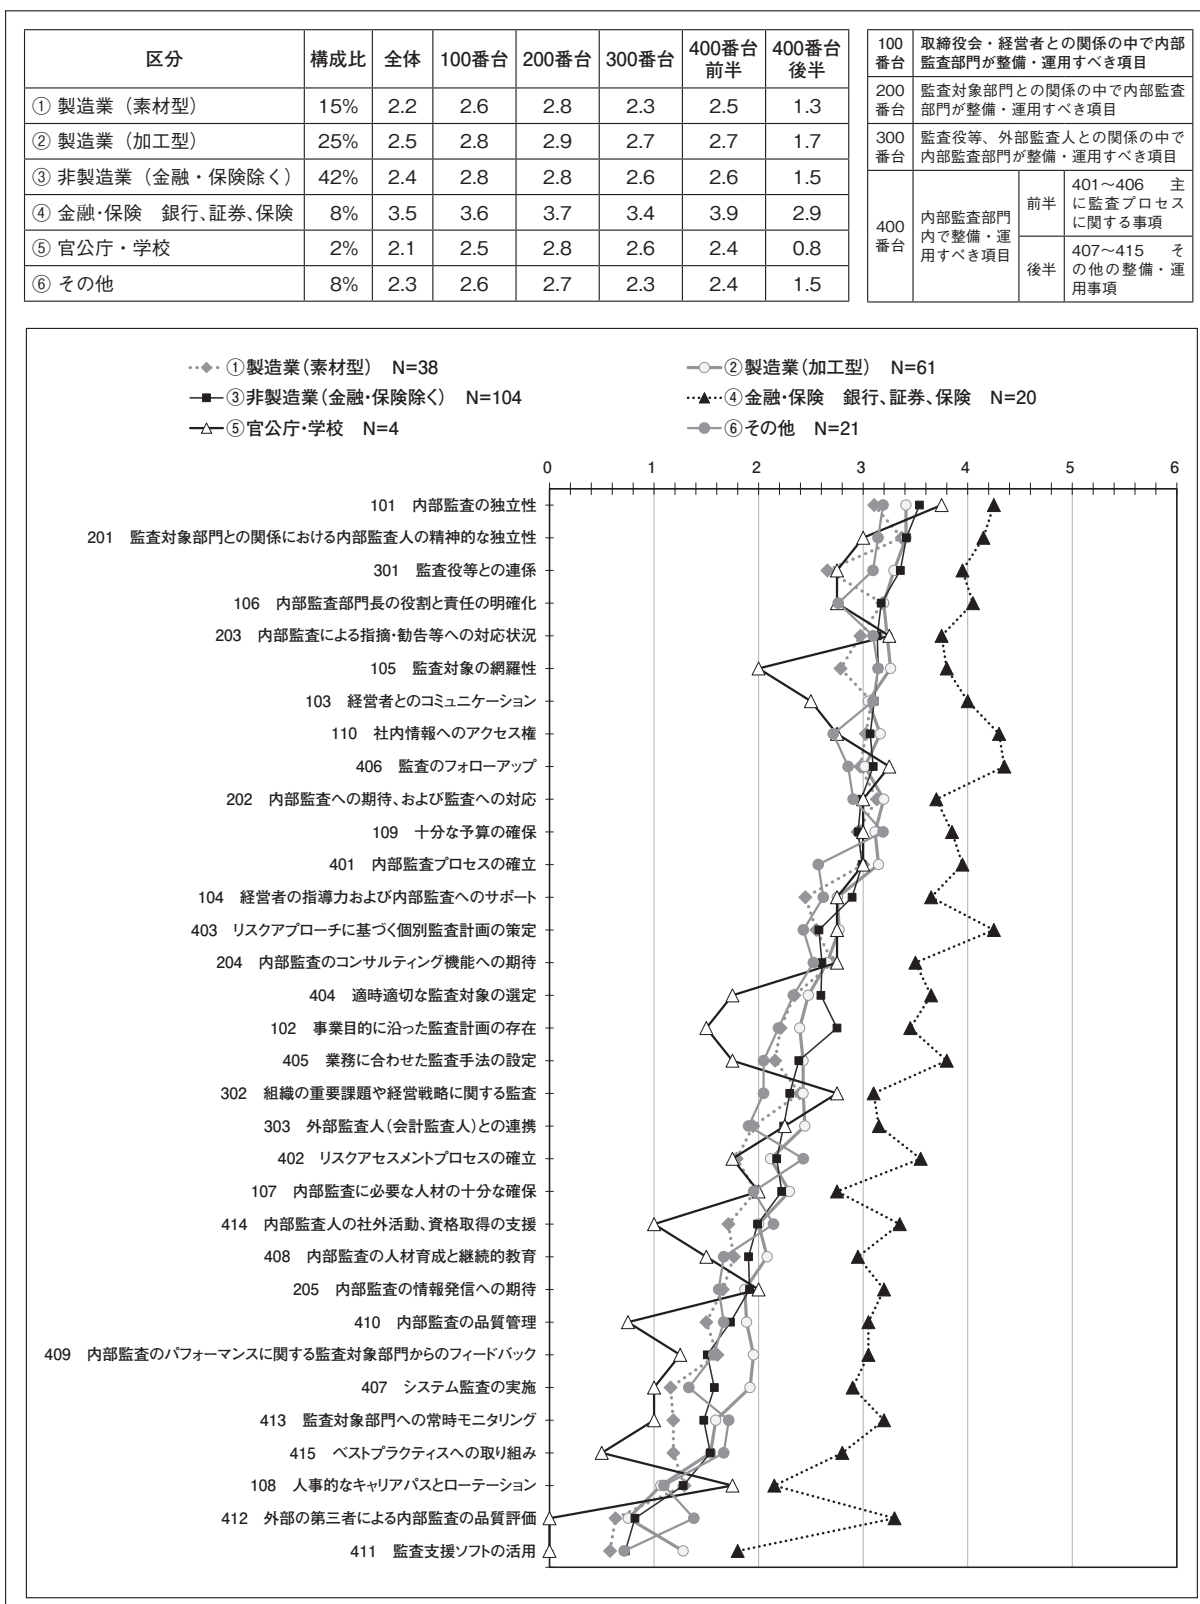 区分 構成比 全体 100番台 200番台 300番台 400番台前半 400番台後半
① 製造業（素材型） 15% 2.2 2.6 2.8 2.3 2.5 1.3
② 製造業（加工型） 25% 2.5 2.8 2.9 2.7 2.7 1.7
③ 非製造業（金融・保険除く） 42% 2.4 2.8 2.8 2.6 2.6 1.5
④ 金融・保険　銀行、証券、保険 8% 3.5 3.6 3.7 3.4 3.9 2.9
⑤ 官公庁・学校 2% 2.1 2.5 2.8 2.6 2.4 0.8
⑥ その他 8% 2.3 2.6 2.7 2.3 2.4 1.5
100番台 取締役会・経営者との関係の中で内部
監査部門が整備・運用すべき項目
200番台 監査対象部門との関係の中で内部監査
部門が整備・運用すべき項目
300番台 監査役等、外部監査人との関係の中で
内部監査部門が整備・運用すべき項目
400番台
内部監査部門
内で整備・運
用すべき項目
前半
401〜406　主
に監査プロセス
に関する事項
後半
407〜415　そ
の他の整備・運
用事項
①製造業（素材型）　N=38
②製造業（加工型）　N=61
③非製造業（金融・保険除く）　N=104
④金融・保険　銀行、証券、保険　N=20
⑤官公庁・学校　N=4
⑥その他　N=21
0 1 2 3 4 5 6
101　内部監査の独立性
201　監査対象部門との関係における内部監査人の精神的な独立性
301　監査役等との連係
106　内部監査部門長の役割と責任の明確化
203　内部監査による指摘・勧告等への対応状況
105　監査対象の網羅性
103　経営者とのコミュニケーション
110　社内情報へのアクセス権
406　監査のフォローアップ
202　内部監査への期待、および監査への対応
109　十分な予算の確保
401　内部監査プロセスの確立
104　経営者の指導力および内部監査へのサポート
403　リスクアプローチに基づく個別監査計画の策定
204　内部監査のコンサルティング機能への期待
404　適時適切な監査対象の選定
102　事業目的に沿った監査計画の存在
405　業務に合わせた監査手法の設定
302　組織の重要課題や経営戦略に関する監査
303　外部監査人（会計監査人）との連携
402　リスクアセスメントプロセスの確立
107　内部監査に必要な人材の十分な確保
414　内部監査人の社外活動、資格取得の支援
408　内部監査の人材育成と継続的教育
205　内部監査の情報発信への期待
410　内部監査の品質管理
409　内部監査のパフォーマンスに関する監査対象部門からのフィードバック
407　システム監査の実施
413　監査対象部門への常時モニタリング
415　ベストプラクティスへの取り組み
108　人事的なキャリアパスとローテーション
412　外部の第三者による内部監査の品質評価
411　監査支援ソフトの活用